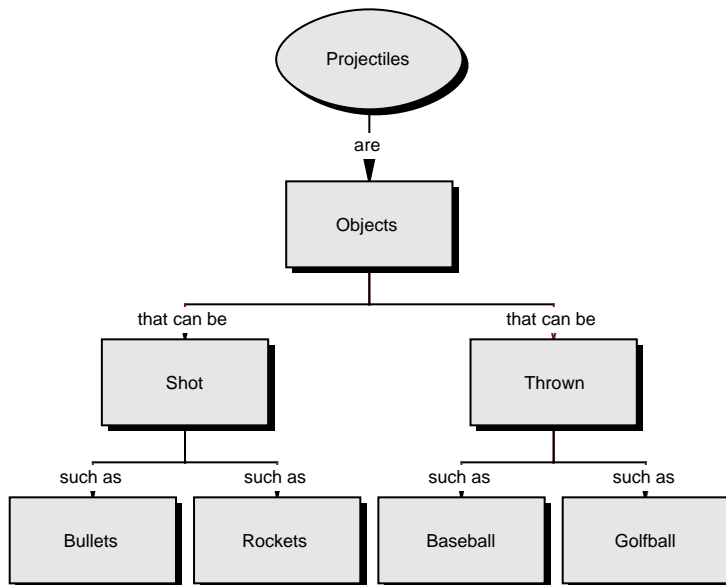 Projectiles
are
Objects
that can be
that can be
Shot
Thrown
such as
such as
such as
such as
Bullets
Rockets
Baseball
Golfball